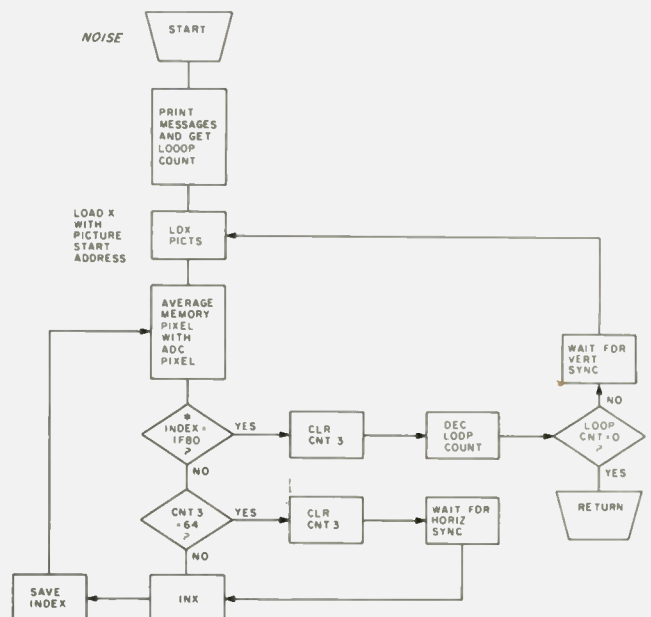 NOISE
START
PRINT
MESSAGES
AND GET
LOOOP
COUNT
LOAD X
WITH
PICTURE
START
ADDRESS
LDX
PICTS
AVERAGE
MEMORY
PIXEL
WITH
ADC
PIXEL
WAIT FOR
VERT
SYNC
NO
*
INDEX =
1F80
?
YES
CLR
CNT 3
DEC
LOOP
COUNT
LOOP
CNT=0
?
YES
NO
CNT 3
=64
?
YES
CLR
CNT 3
WAIT FOR
HORIZ
SYNC
RETURN
NO
SAVE
INDEX
INX